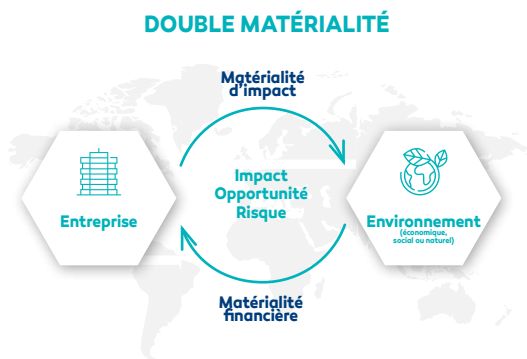 DOUBLE MATÉRIALITÉ
Matérialité
d'impact
Impact
Opportunité
Risque
Entreprise
Environnement
(économique,
social ou naturel)
Matérialité
financière